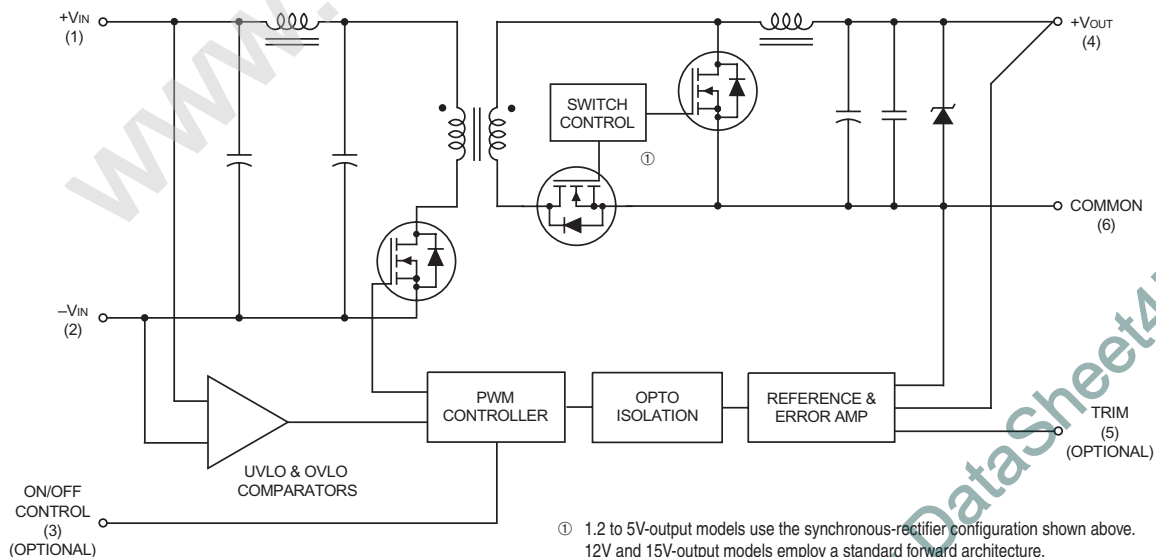 www.
+VIN
(1)
+VOUT
(4)
SWITCH
CONTROL
①
COMMON
(6)
–VIN
(2)
PWM
CONTROLLER
OPTO
ISOLATION
REFERENCE &
ERROR AMP
TRIM
(5)
(OPTIONAL)
UVLO & OVLO
COMPARATORS
ON/OFF
CONTROL
(3)
(OPTIONAL)
① 1.2 to 5V-output models use the synchronous-rectifier configuration shown above.
12V and 15V-output models employ a standard forward architecture.
DataSheet4